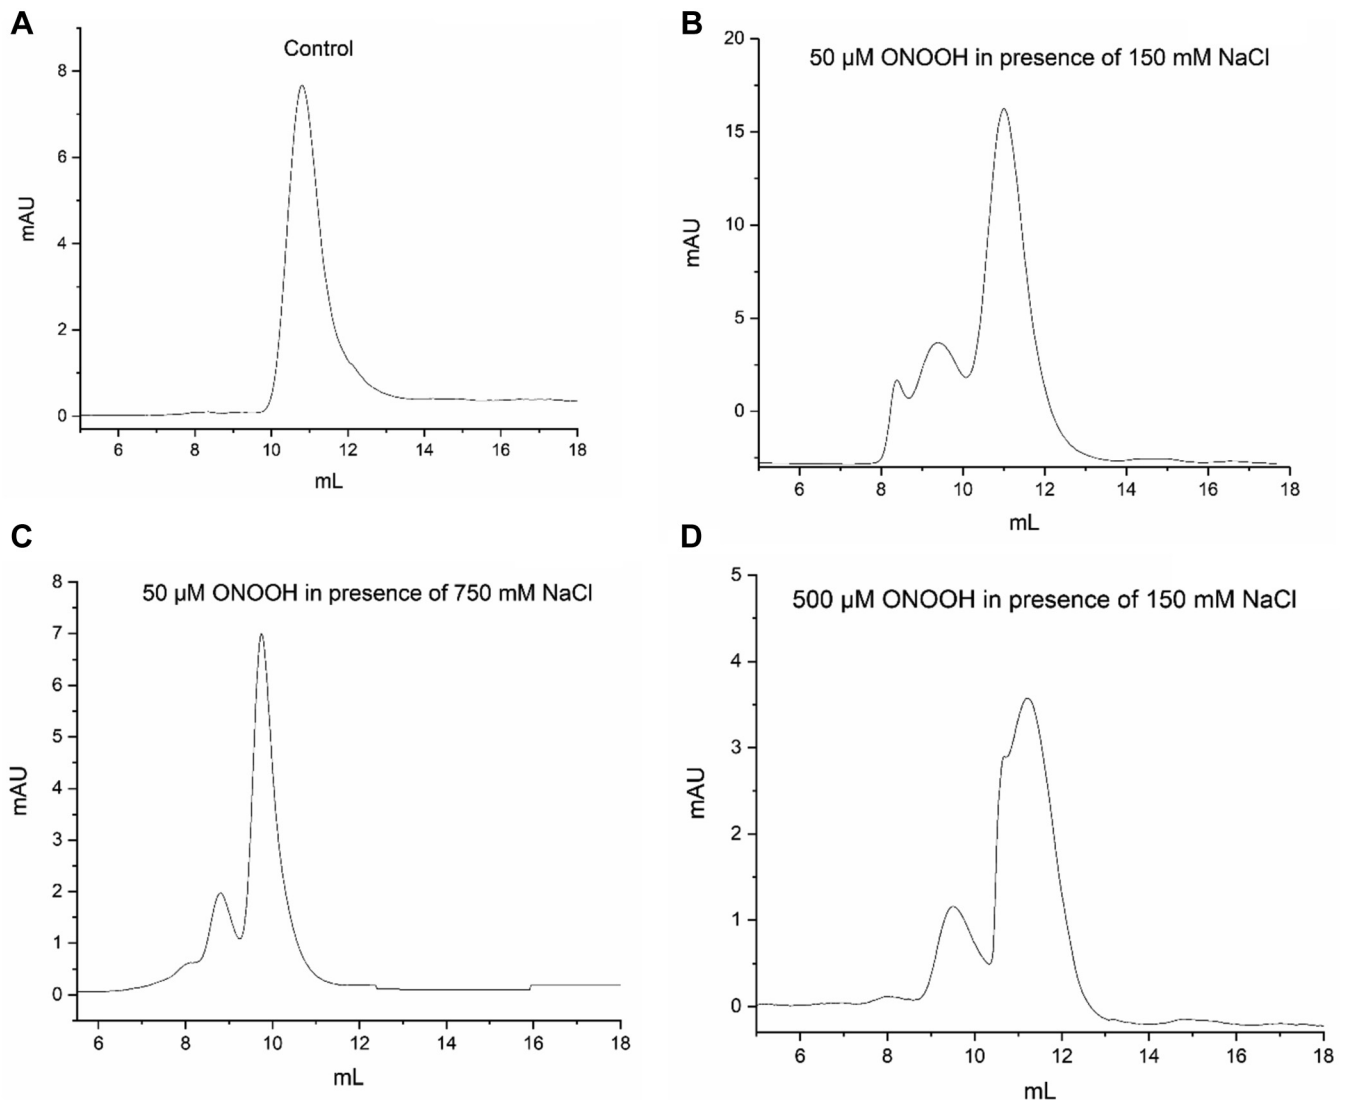 A
Control
8
6
4
2
0
mAU
6 8 10 12 14 16 18
mL
B
50 µM ONOOH in presence of 150 mM NaCl
20
15
10
5
0
mAU
6 8 10 12 14 16 18
mL
C
50 µM ONOOH in presence of 750 mM NaCl
8
7
6
5
4
3
2
1
0
mAU
6 8 10 12 14 16 18
mL
D
500 µM ONOOH in presence of 150 mM NaCl
5
4
3
2
1
0
mAU
6 8 10 12 14 16 18
mL